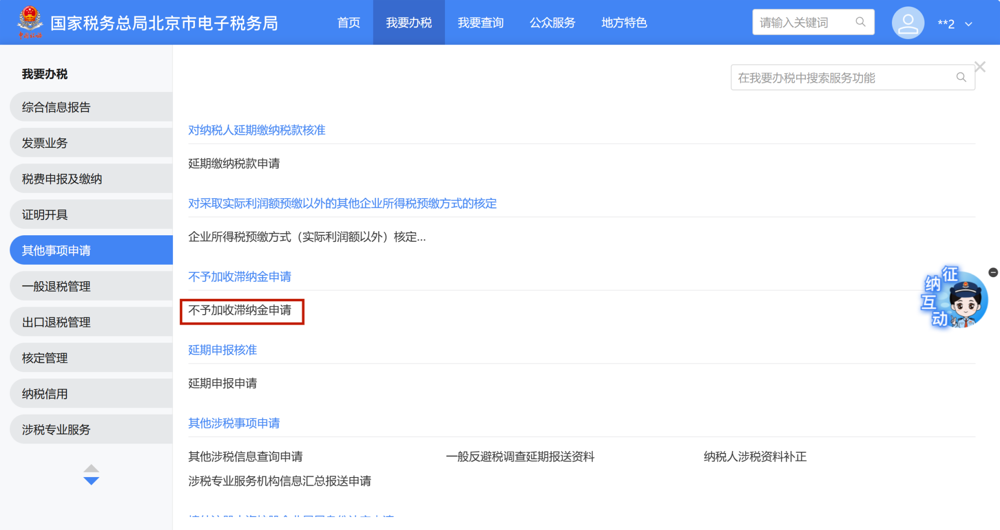 国家税务总局北京市电子税务局
首页 我要办税 我要查询 公众服务 地方特色
请输入关键词
**2
我要办税
综合信息报告
发票业务
税费申报及缴纳
证明开具
其他事项申请
一般退税管理
出口退税管理
核定管理
纳税信用
涉税专业服务
在我要办税中搜索服务功能
对纳税人延期缴纳税款核准
延期缴纳税款申请
对采取实际利润额预缴以外的其他企业所得税预缴方式的核定
企业所得税预缴方式（实际利润额以外）核定...
不予加收滞纳金申请
不予加收滞纳金申请
延期申报核准
延期申报申请
其他涉税事项申请
其他涉税信息查询申请 一般反避税调查延期报送资料 纳税人涉税资料补正
涉税专业服务机构信息汇总报送申请
征纳互动